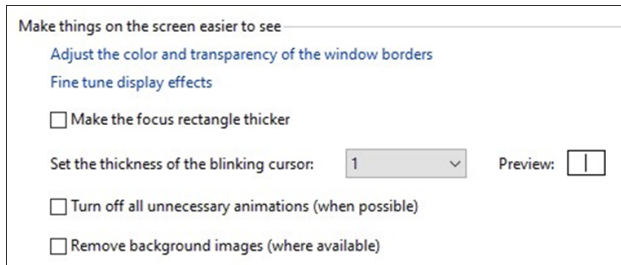 Make things on the screen easier to see
Adjust the color and transparency of the window borders
Fine tune display effects
Make the focus rectangle thicker
Set the thickness of the blinking cursor: 1 Preview:
Turn off all unnecessary animations (when possible)
Remove background images (where available)